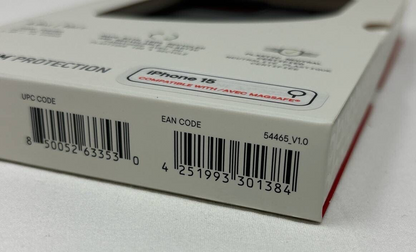 M PROTECTION
iPhone 15
COMPATIBLE WITH / AVEC MAGSAFE®
UPC CODE
EAN CODE
54465_V1.0
8 50052 63353 0
4 251993 301384